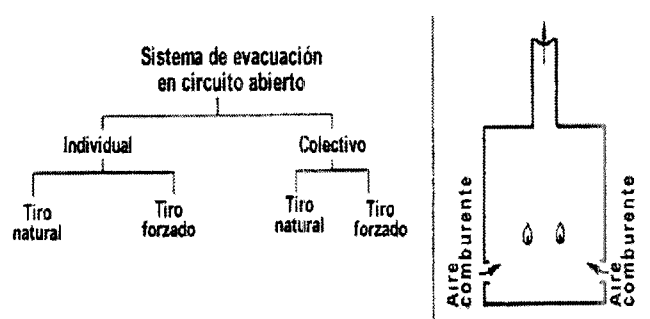 Sistema de evacuación
en circuito abierto
Individual
Colectivo
Tiro
natural
Tiro
forzado
Tiro
natural
Tiro
forzado
Aire
comburente
Aire
comburente